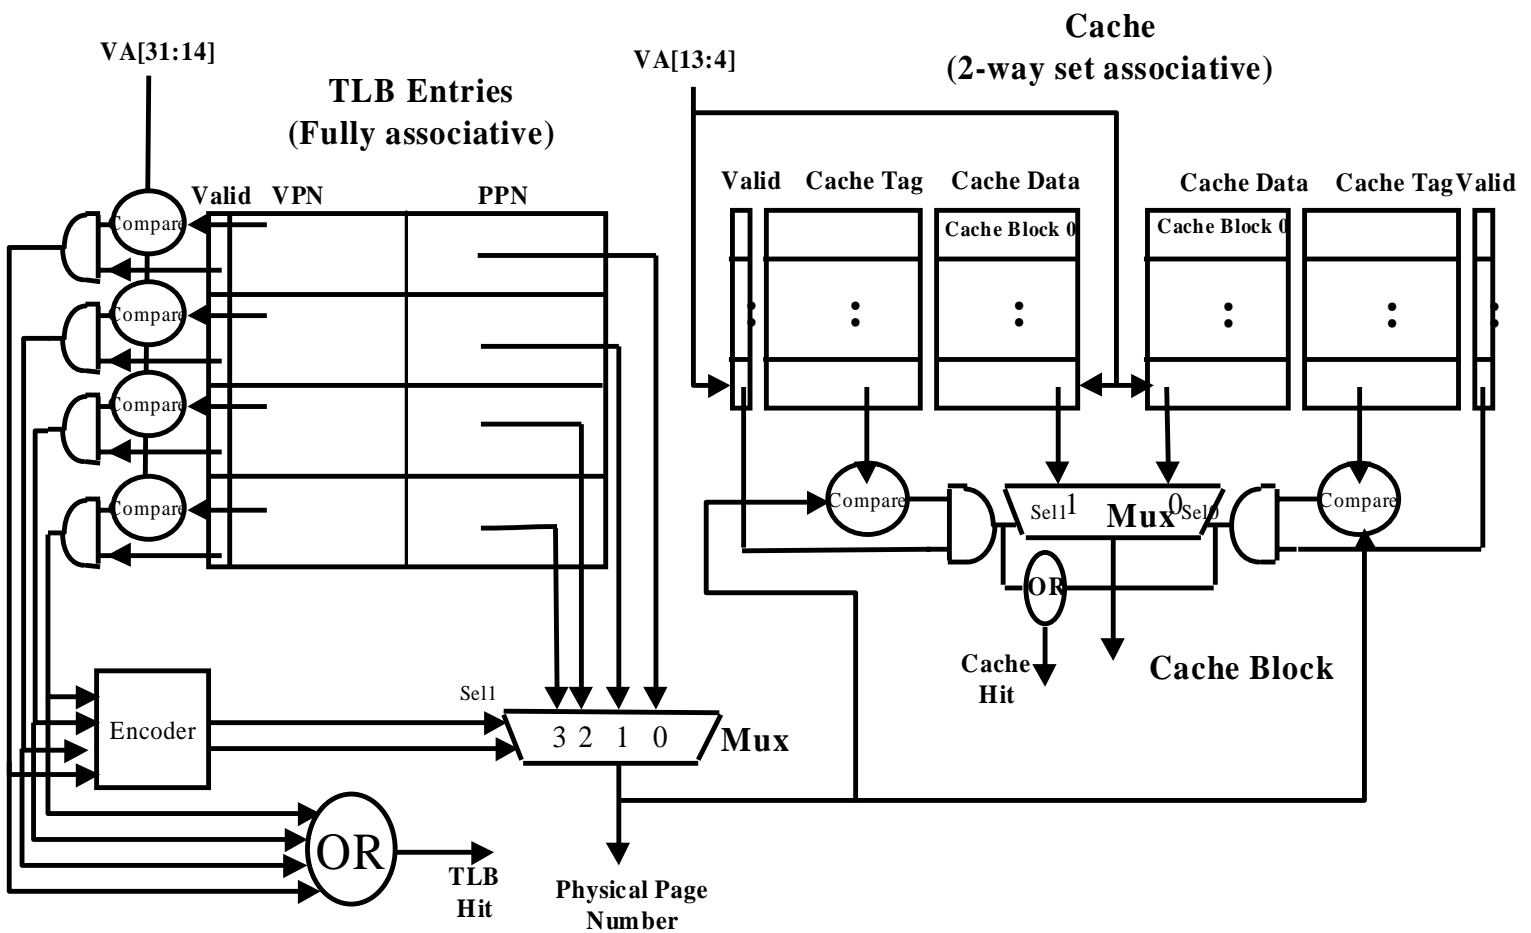 Cache
(2-way set associative)
VA[31:14]
VA[13:4]
TLB Entries
(Fully associative)
Valid VPN PPN
Valid Cache Tag Cache Data Cache Data Cache Tag Valid
Compare
Cache Block 0 Cache Block 0
Compare
Compare
Compare
Compare Sel1 1 Mux 0 Sel0 Compare
OR
Cache
Hit
Cache Block
Sel1
Encoder
3 2 1 0 Mux
OR
TLB
Hit
Physical Page
Number